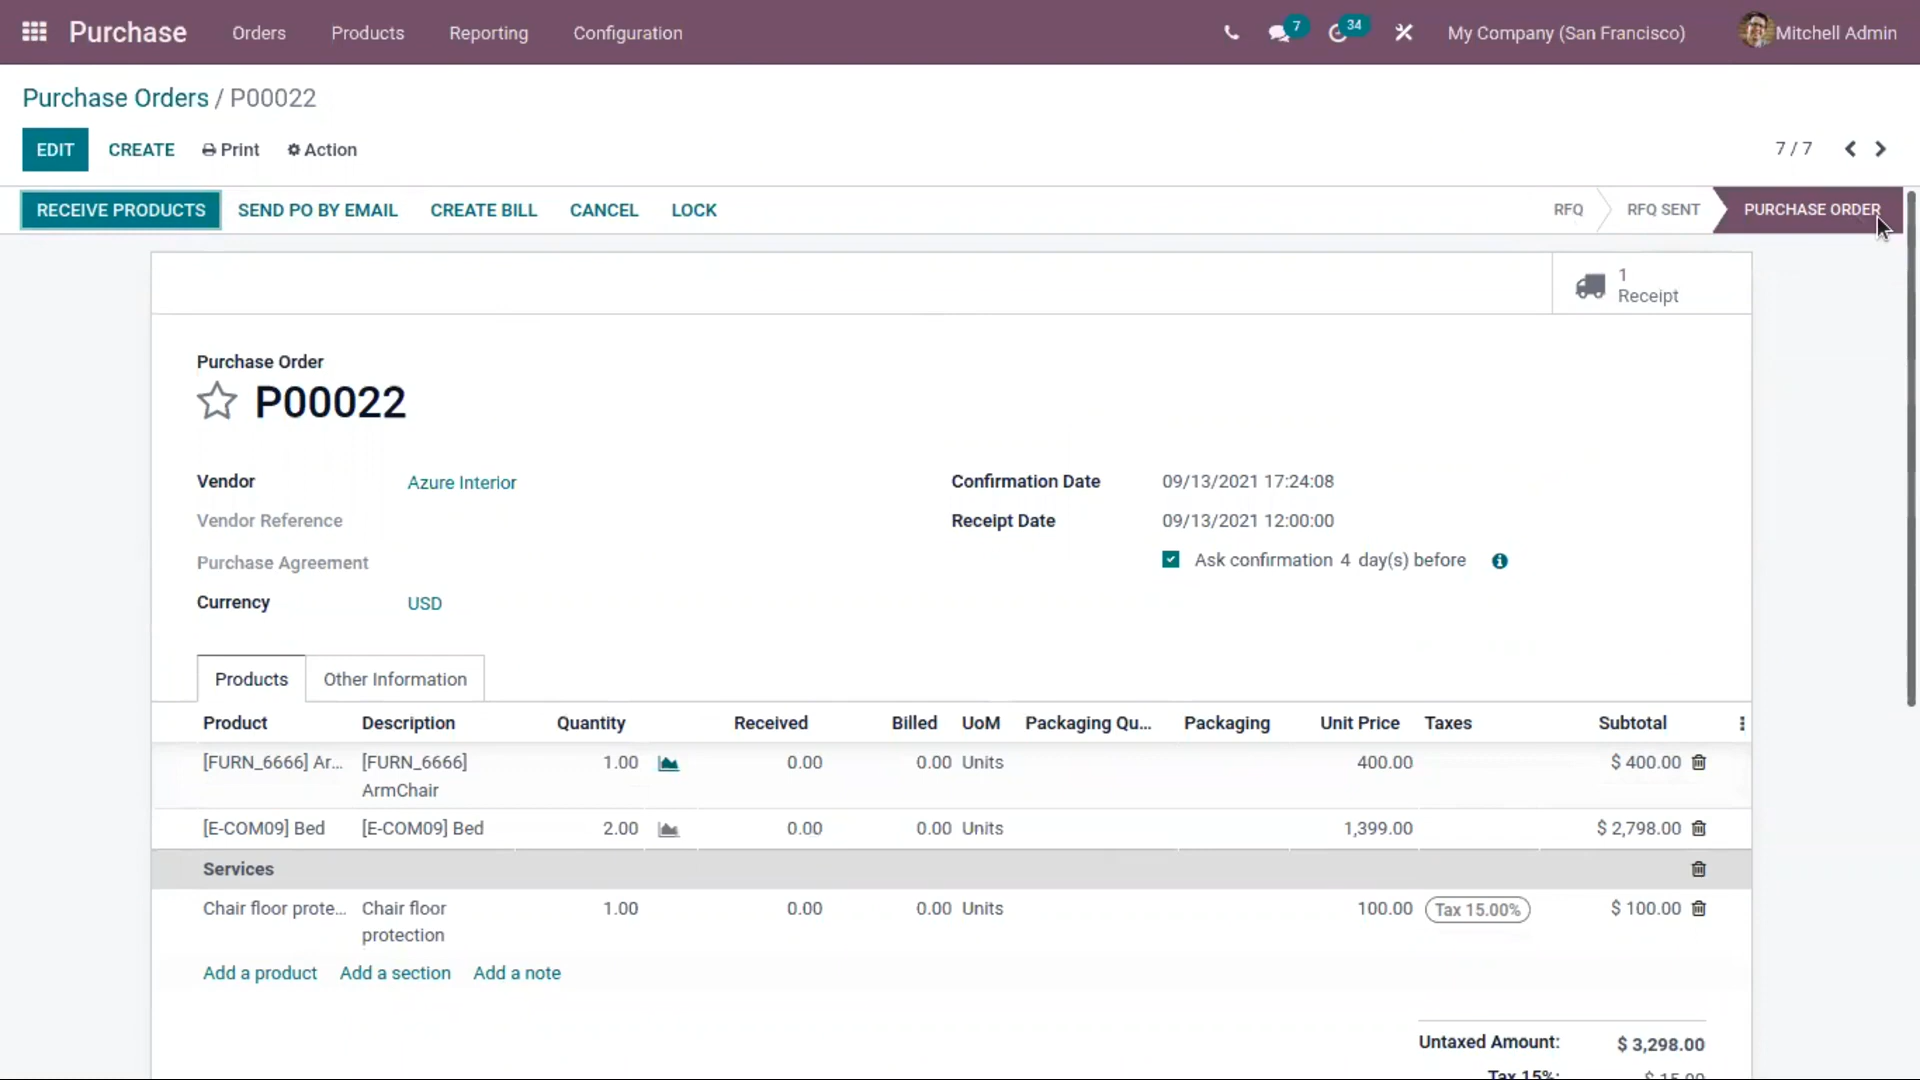 Purchase Orders Products Reporting Configuration 7 34 My Company (San Francisco) Mitchell Admin
Purchase Orders / P00022
EDIT CREATE Print Action 7 / 7
RECEIVE PRODUCTS SEND PO BY EMAIL CREATE BILL CANCEL LOCK RFQ RFQ SENT PURCHASE ORDER
1
Receipt
Purchase Order
P00022
Vendor Azure Interior Confirmation Date 09/13/2021 17:24:08
Vendor Reference Receipt Date 09/13/2021 12:00:00
Purchase Agreement Ask confirmation 4 day(s) before
Currency USD
Products Other Information
Product Description Quantity Received Billed UoM Packaging Qu... Packaging Unit Price Taxes Subtotal
[FURN_6666] Ar... [FURN_6666] 1.00 0.00 0.00 Units 400.00 $ 400.00
ArmChair
[E-COM09] Bed [E-COM09] Bed 2.00 0.00 0.00 Units 1,399.00 $ 2,798.00
Services
Chair floor prote... Chair floor 1.00 0.00 0.00 Units 100.00 Tax 15.00% $ 100.00
protection
Add a product Add a section Add a note
Untaxed Amount: $ 3,298.00
Tax 15%: $ 15.00